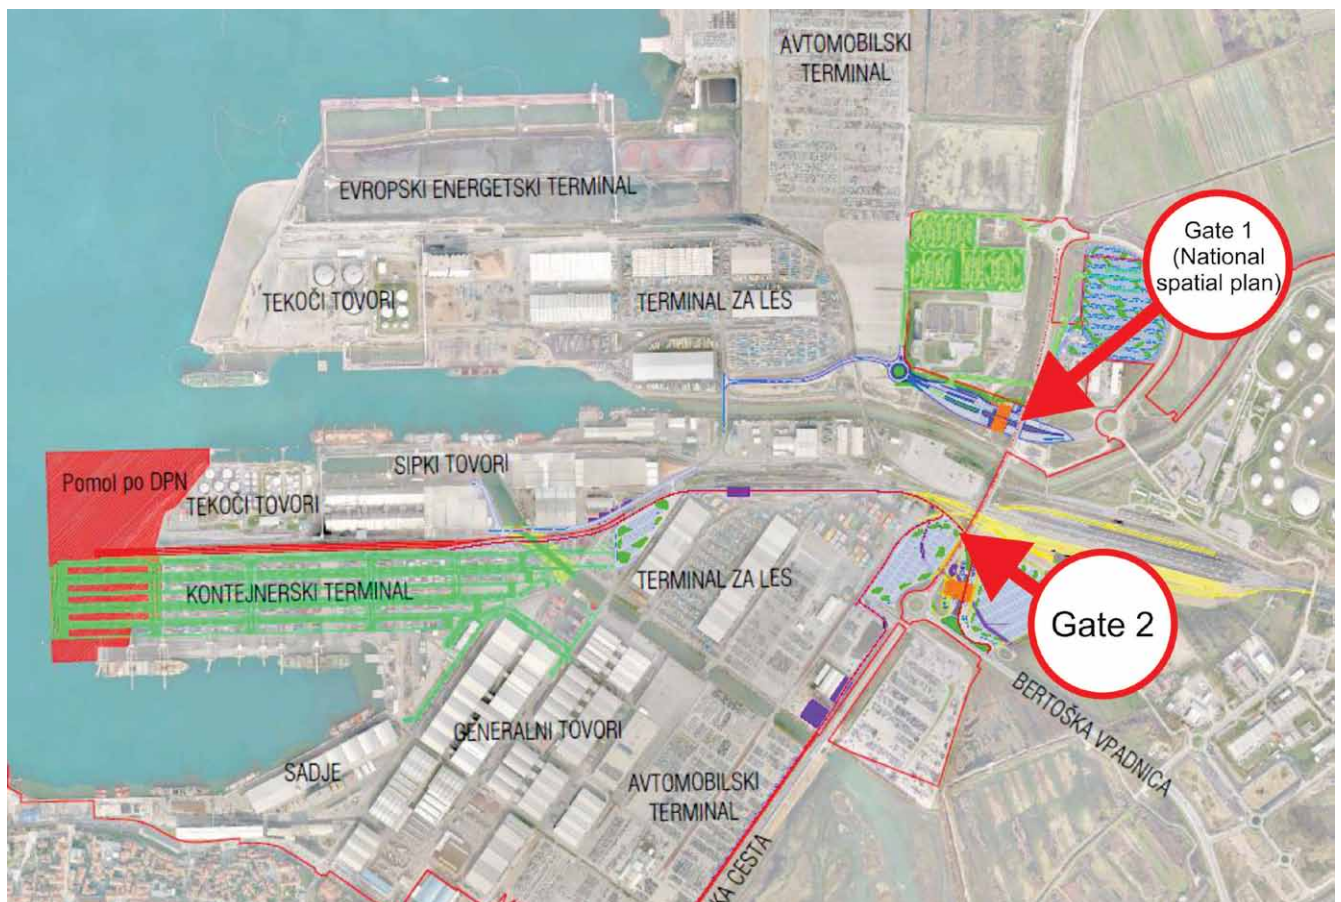 AVTOMOBILSKI
TERMINAL
EVROPSKI ENERGETSKI TERMINAL
Gate 1
(National
spatial plan)
TEKOČI TOVORI
TERMINAL ZA LES
SIPKI TOVORI
Pomol po DPN
TEKOČI TOVORI
KONTEJNERSKI TERMINAL
TERMINAL ZA LES
Gate 2
BERTOŠKA VPADNICA
GENERALNI TOVORI
SADJE
AVTOMOBILSKI
TERMINAL
KA CESTA